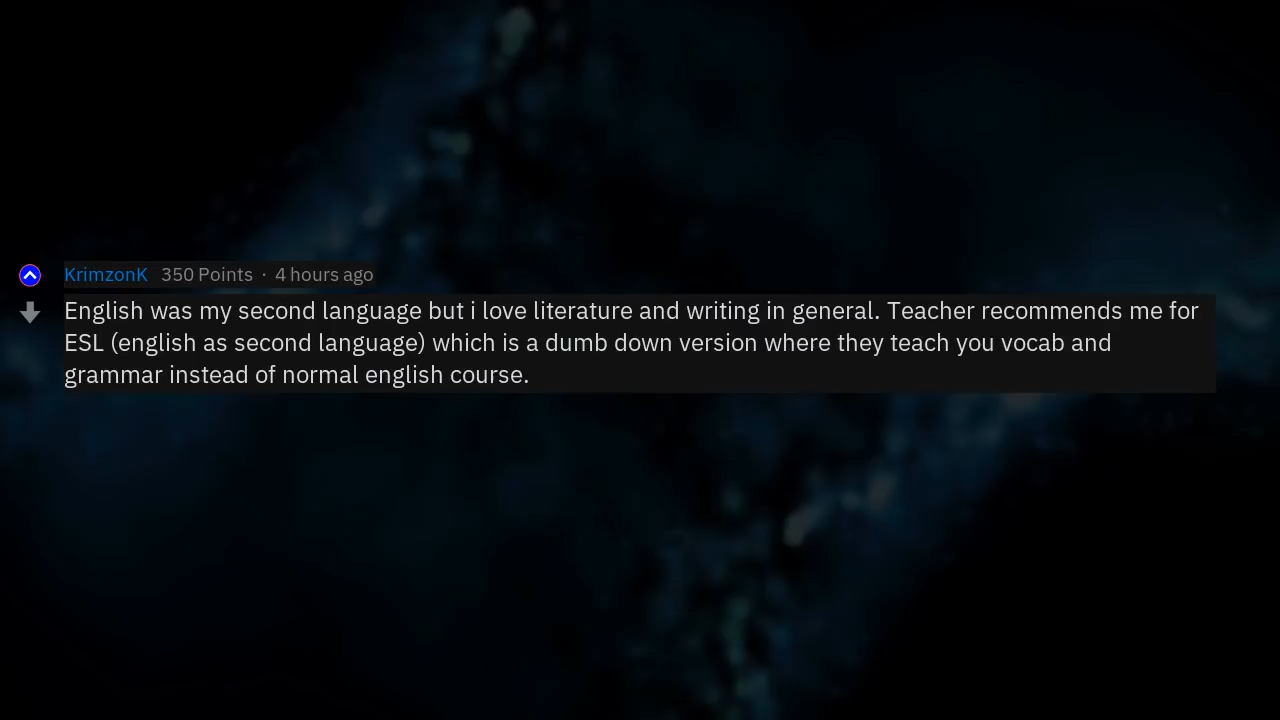 KrimzonK 350 Points · 4 hours ago
English was my second language but i love literature and writing in general. Teacher recommends me for
ESL (english as second language) which is a dumb down version where they teach you vocab and
grammar instead of normal english course.